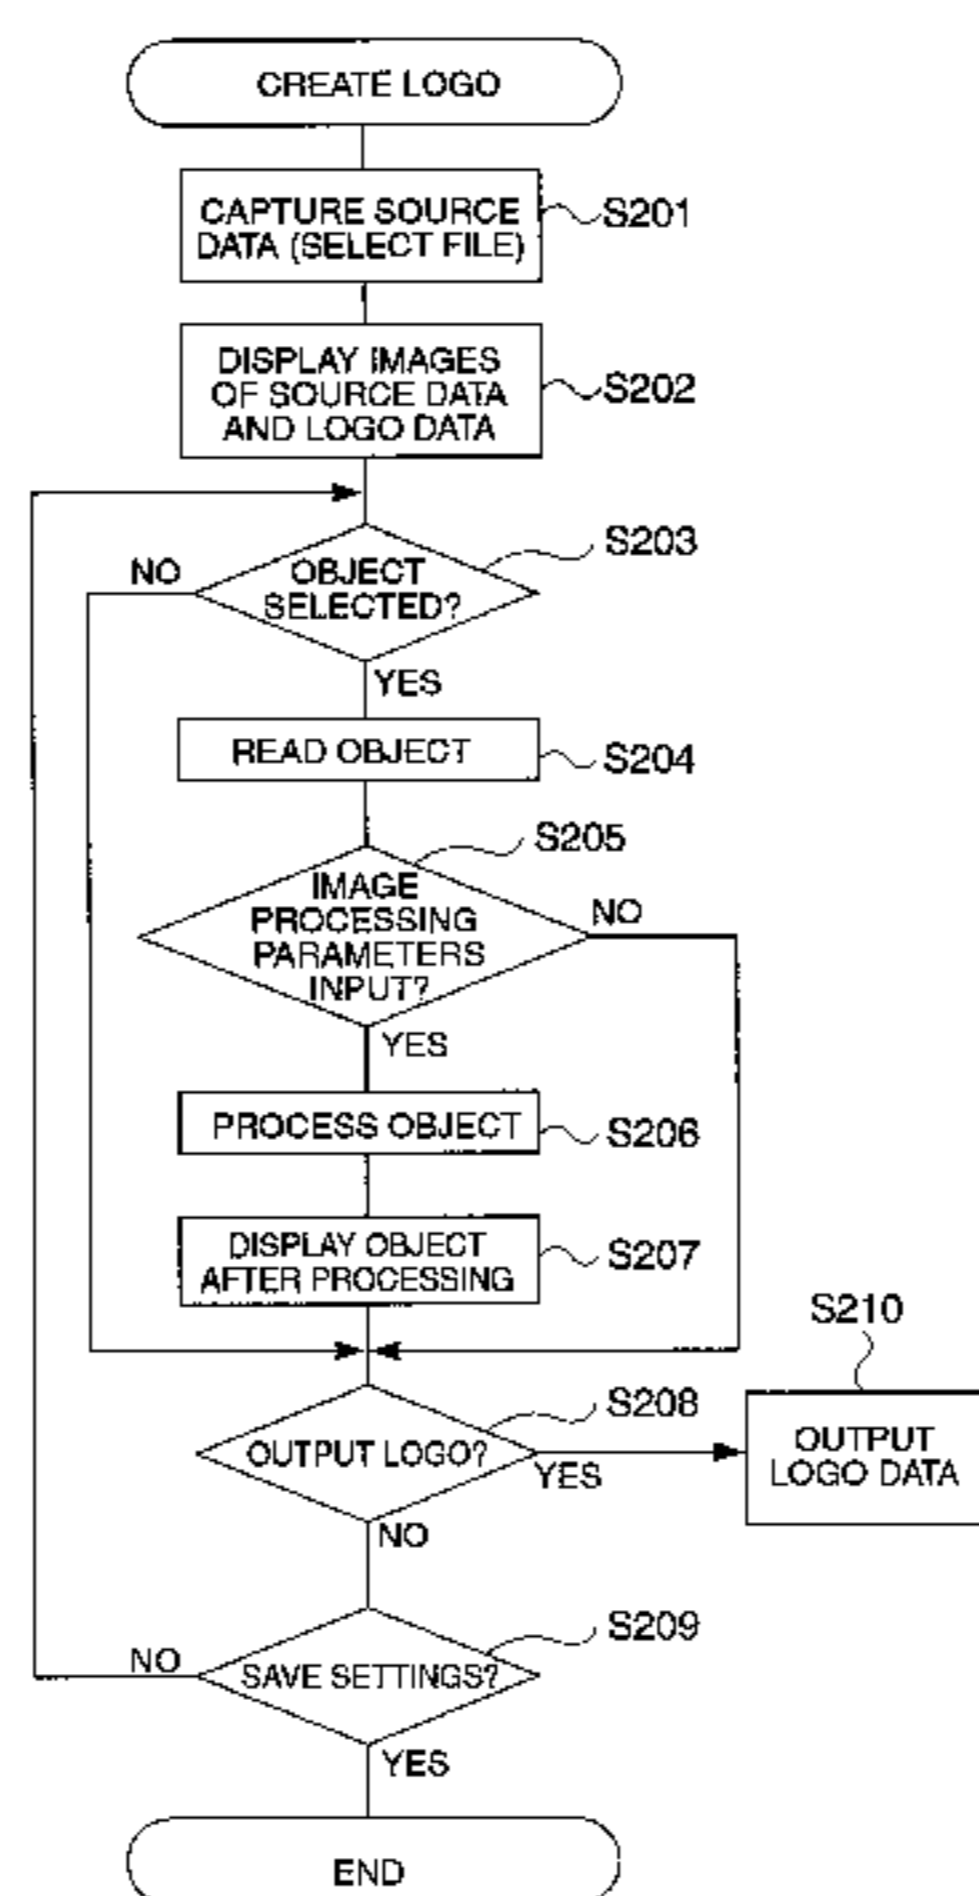 CREATE LOGO
CAPTURE SOURCE
DATA (SELECT FILE)
S201
DISPLAY IMAGES
OF SOURCE DATA
AND LOGO DATA
S202
S203
NO
OBJECT
SELECTED?
YES
READ OBJECT
S204
S205
IMAGE
PROCESSING
PARAMETERS
INPUT?
NO
YES
PROCESS OBJECT
S206
DISPLAY OBJECT
AFTER PROCESSING
S207
S210
S208
OUTPUT LOGO?
YES
OUTPUT
LOGO DATA
NO
S209
NO
SAVE SETTINGS?
YES
END